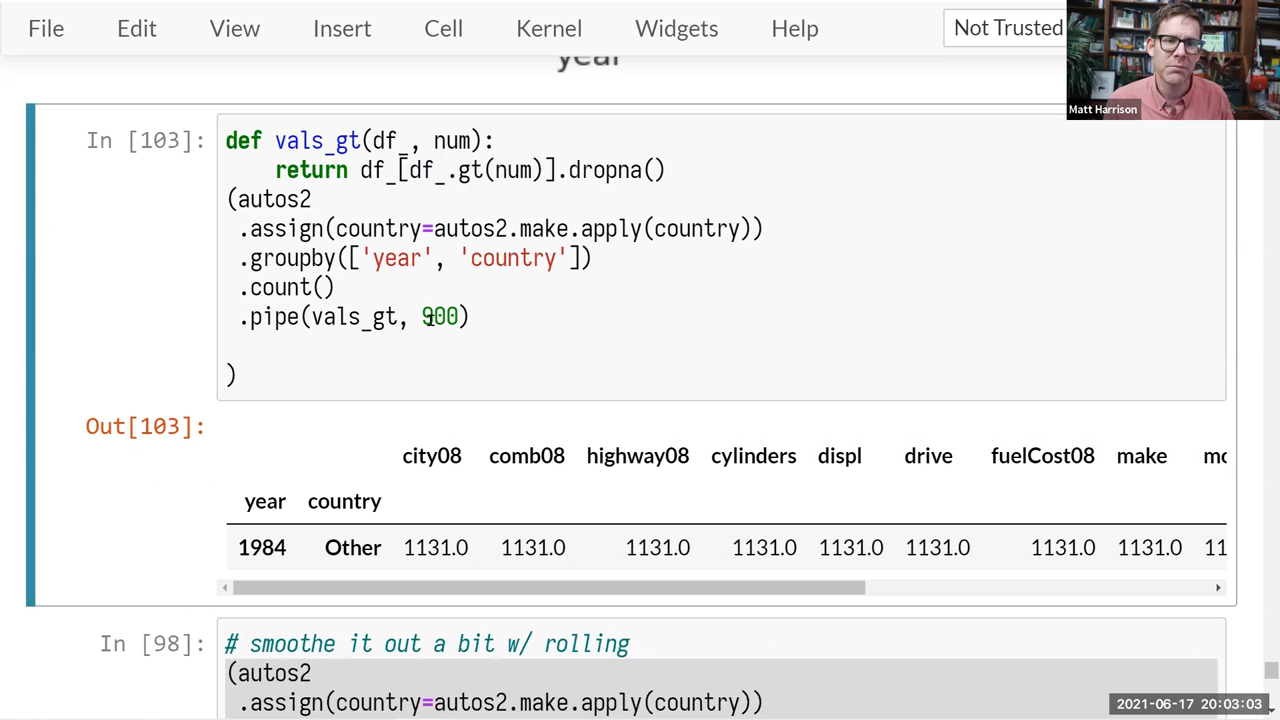 File Edit View Insert Cell Kernel Widgets Help Not Trusted
Matt Harrison
year
In [103]:
def vals_gt(df_, num):
    return df_[df_.gt(num)].dropna()
(autos2
 .assign(country=autos2.make.apply(country))
 .groupby(['year', 'country'])
 .count()
 .pipe(vals_gt, 900)
)
Out[103]:
city08 comb08 highway08 cylinders displ drive fuelCost08 make mo
year country
1984 Other 1131.0 1131.0 1131.0 1131.0 1131.0 1131.0 1131.0 1131.0 11
In [98]:
# smoothe it out a bit w/ rolling
(autos2
 .assign(country=autos2.make.apply(country))
2021-06-17 20:03:03